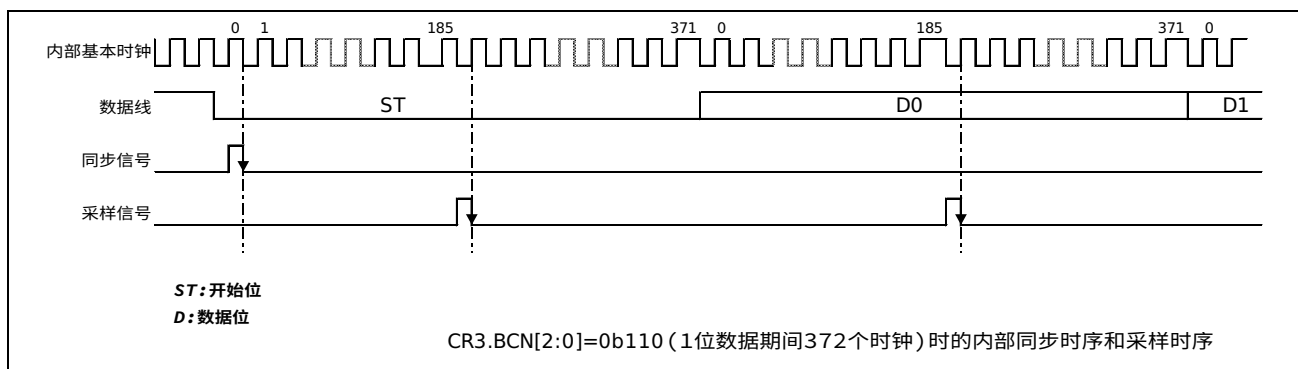 0 1 185 371 0 185 371 0
内部基本时钟
数据线 ST D0 D1
同步信号
采样信号
ST:开始位
D:数据位
CR3.BCN[2:0]=0b110(1位数据期间372个时钟)时的内部同步时序和采样时序